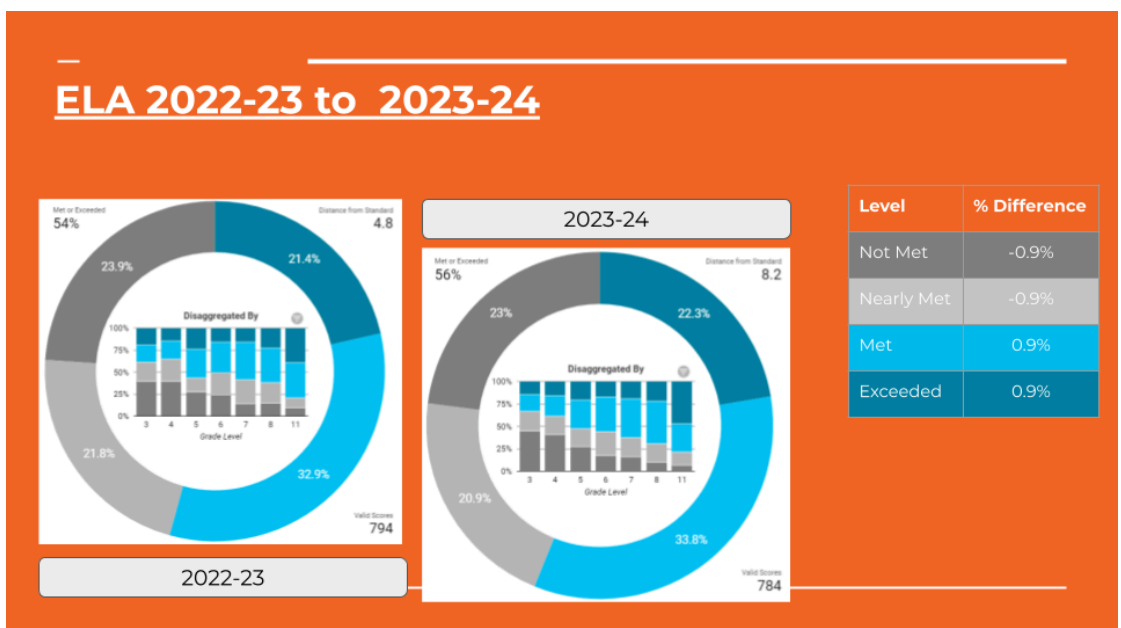 ELA 2022-23 to 2023-24
Met or Exceeded
54%
Distance from Standard
4.8
23.9%
21.4%
Disaggregated By
100%
75%
50%
25%
0%
3 4 5 6 7 8 11
Grade Level
21.8%
32.9%
Valid Scores
794
2022-23
2023-24
Met or Exceeded
56%
Distance from Standard
8.2
23%
22.3%
Disaggregated By
100%
75%
50%
25%
0%
3 4 5 6 7 8 11
Grade Level
20.9%
33.8%
Valid Scores
784
Level % Difference
Not Met -0.9%
Nearly Met -0.9%
Met 0.9%
Exceeded 0.9%